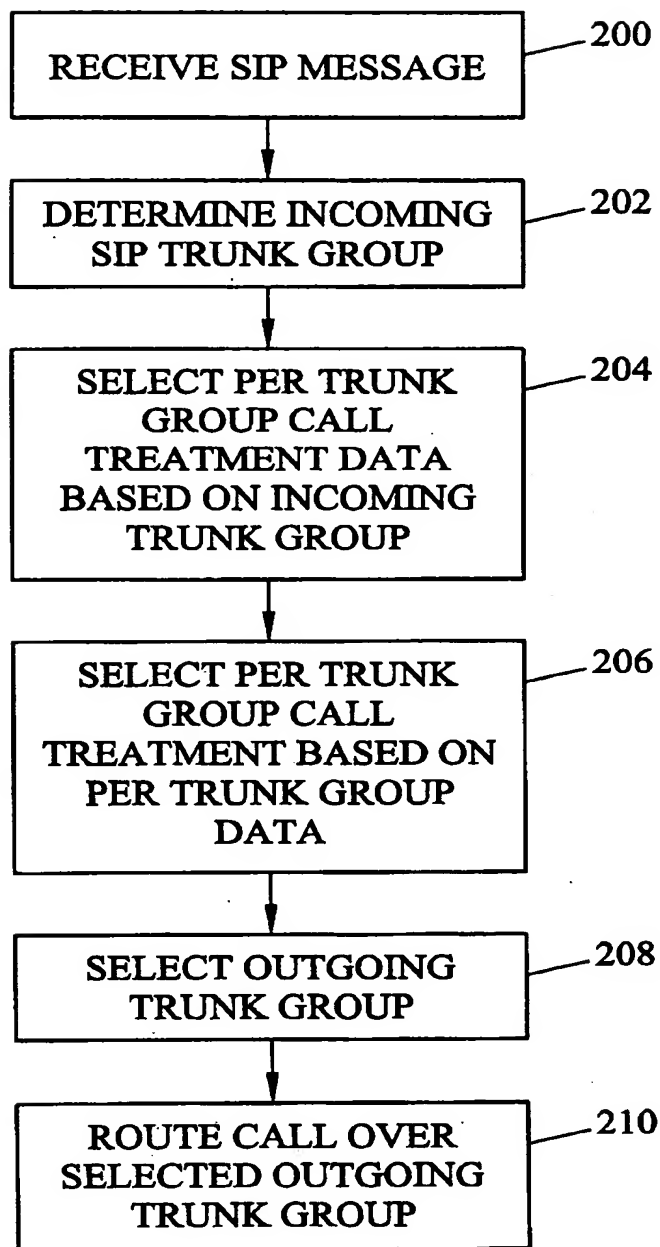 200
RECEIVE SIP MESSAGE
202
DETERMINE INCOMING
SIP TRUNK GROUP
204
SELECT PER TRUNK
GROUP CALL
TREATMENT DATA
BASED ON INCOMING
TRUNK GROUP
206
SELECT PER TRUNK
GROUP CALL
TREATMENT BASED ON
PER TRUNK GROUP
DATA
208
SELECT OUTGOING
TRUNK GROUP
210
ROUTE CALL OVER
SELECTED OUTGOING
TRUNK GROUP